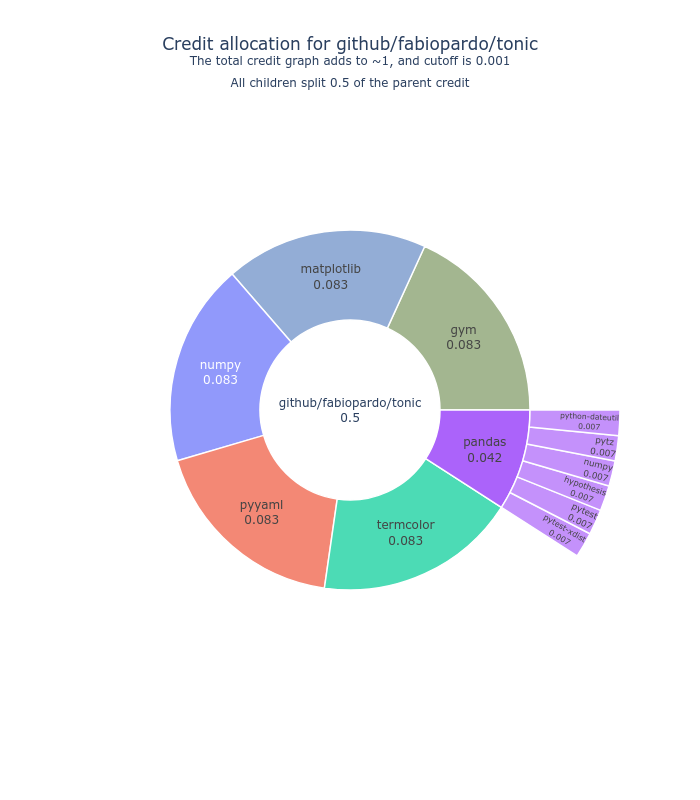 Credit allocation for github/fabiopardo/tonic
The total credit graph adds to ~1, and cutoff is 0.001
All children split 0.5 of the parent credit
matplotlib
0.083
gym
0.083
numpy
0.083
github/fabiopardo/tonic
0.5
pandas
0.042
pyyaml
0.083
termcolor
0.083
python-dateutil
0.007
pytz
0.007
numpy
0.007
hypothesis
0.007
pytest
0.007
pytest-xdist
0.007